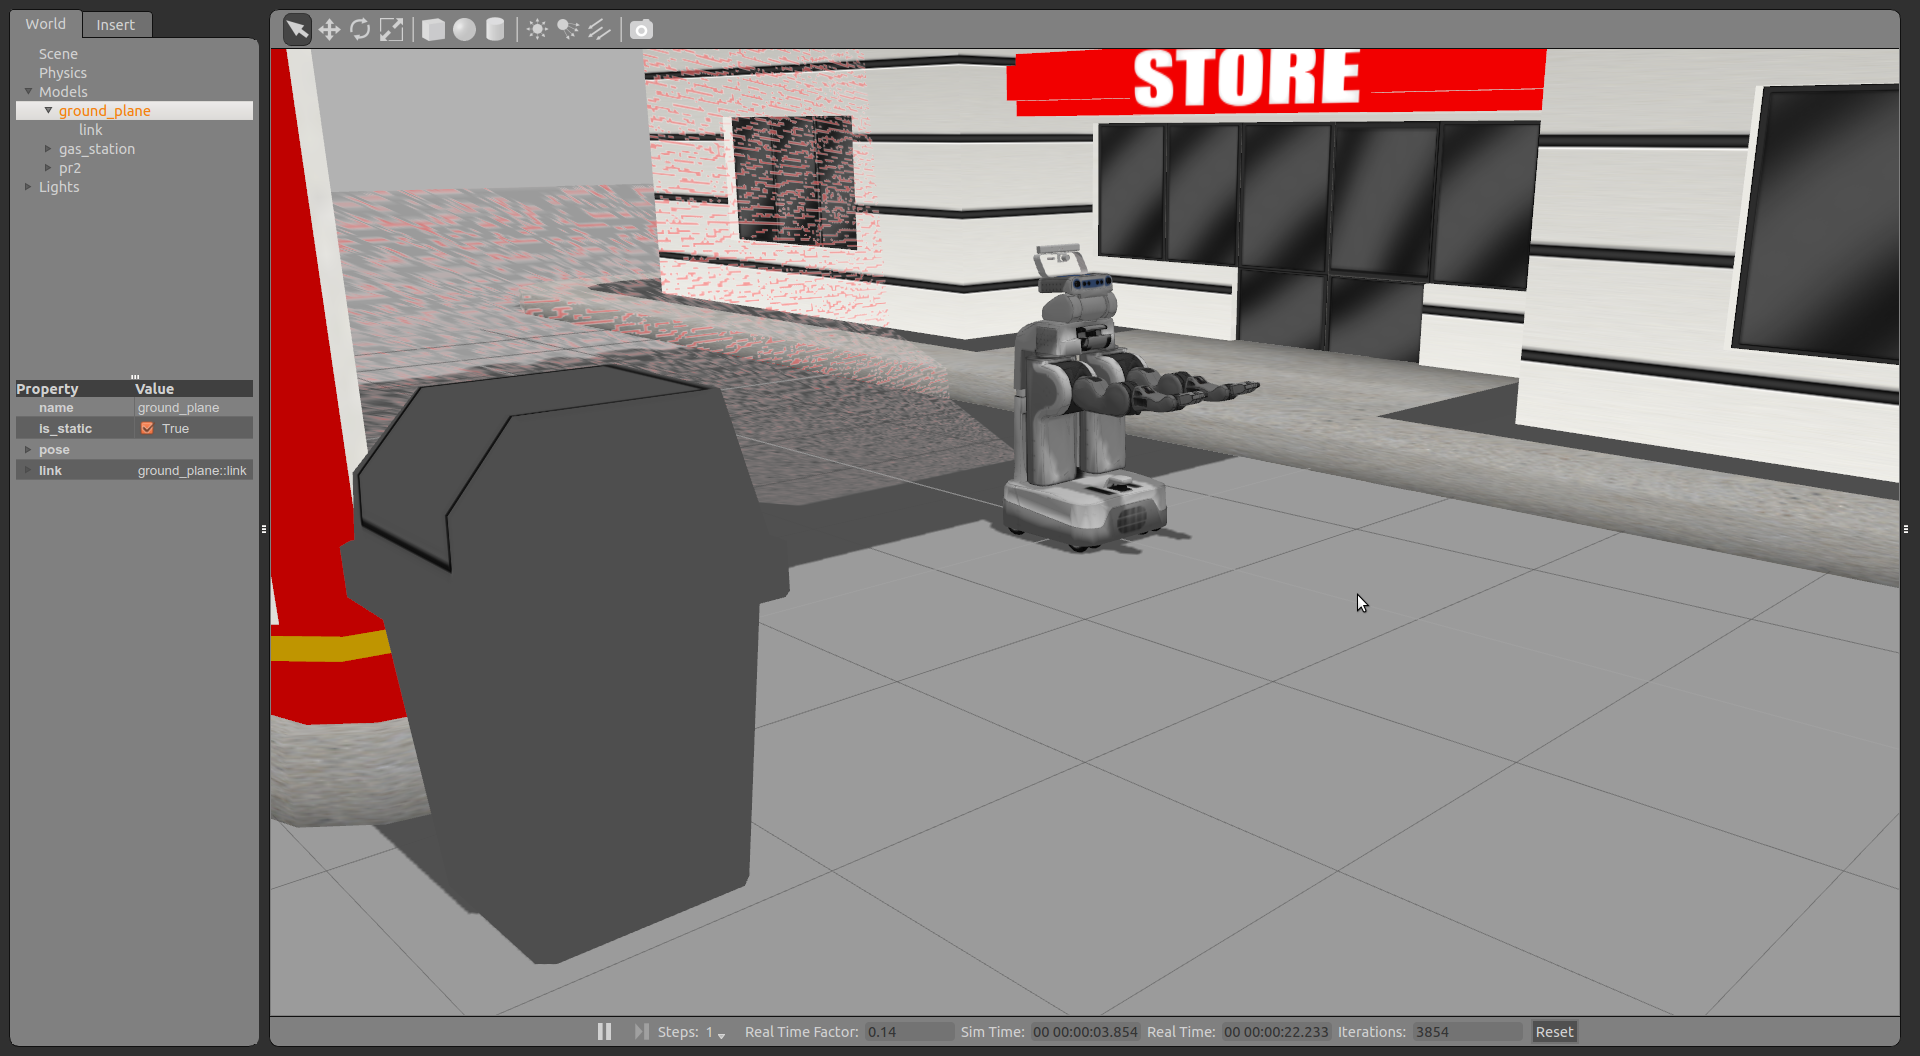 World Insert
Scene
Physics
Models
ground_plane
link
gas_station
pr2
Lights
Property Value
name ground_plane
is_static True
pose
link ground_plane::link
STORE
Steps: 1 Real Time Factor: 0.14 Sim Time: 00 00:00:03.854 Real Time: 00 00:00:22.233 Iterations: 3854 Reset